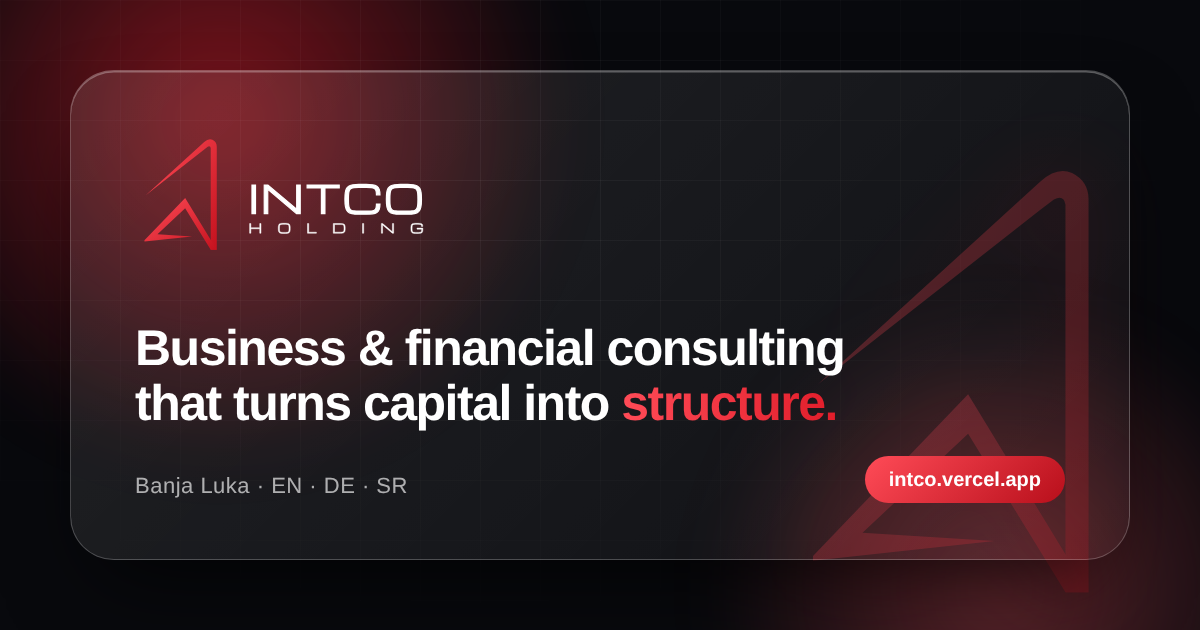 INTCO
HOLDING
Business & financial consulting
that turns capital into structure.
Banja Luka · EN · DE · SR
intco.vercel.app